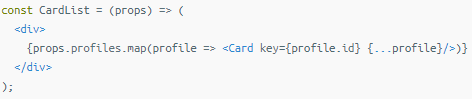 const CardList = (props) => (
  <div>
    {props.profiles.map(profile => <Card key={profile.id} {...profile}/>)}
  </div>
);